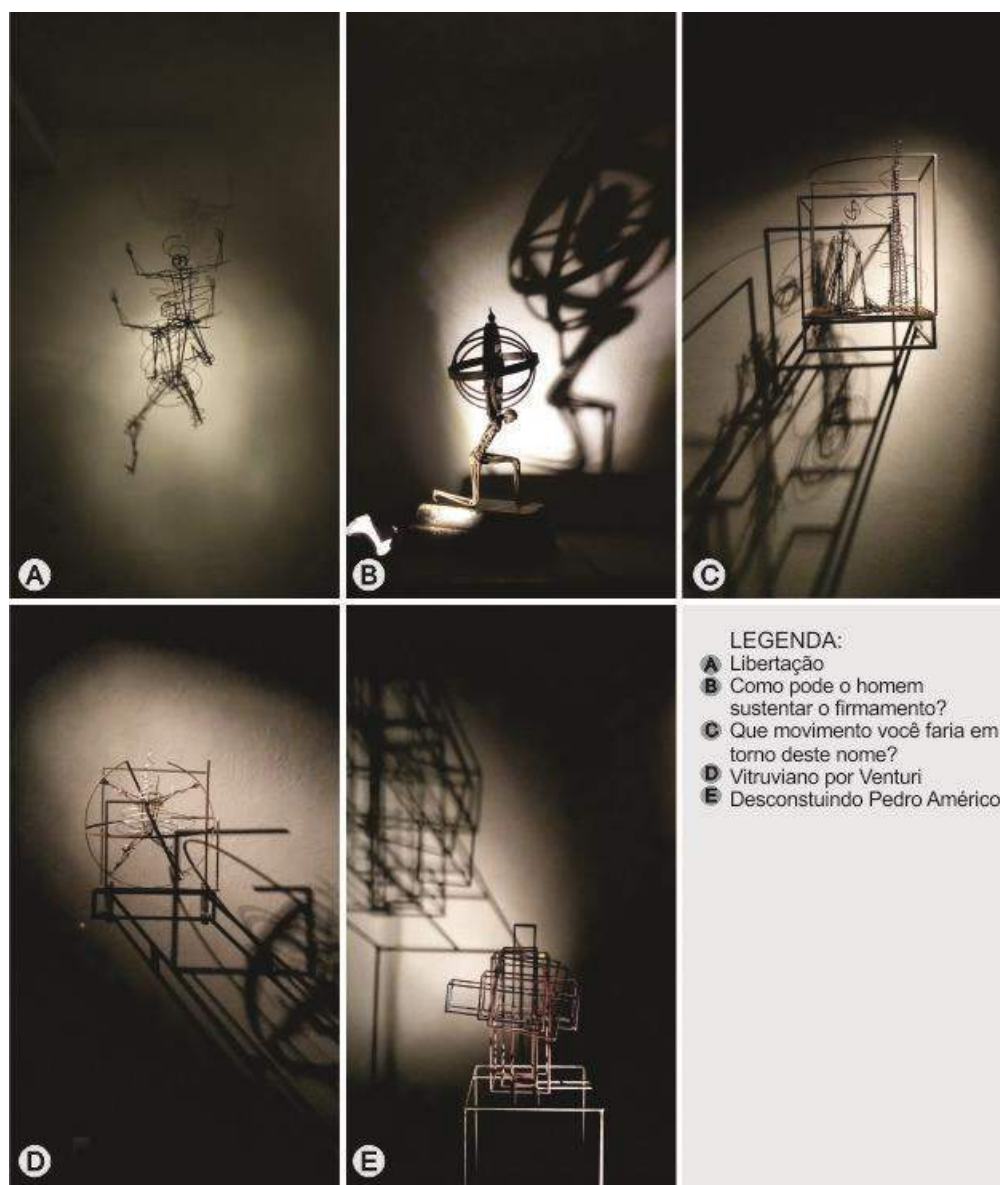 A
B
C
D
E
LEGENDA:
A Libertação
B Como pode o homem
sustentar o firmamento?
C Que movimento você faria em
torno deste nome?
D Vitruviano por Venturi
E Desconstuindo Pedro Américo